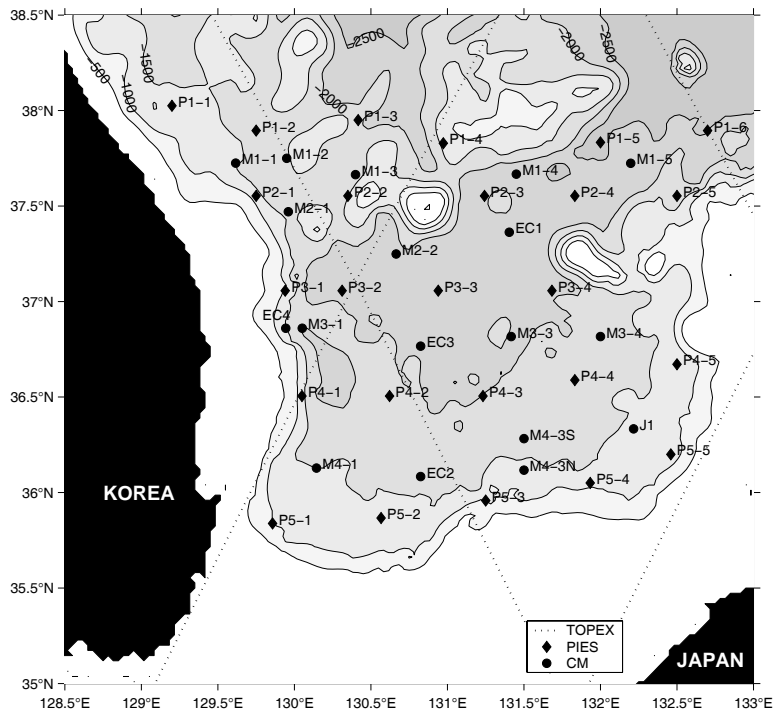 38.5°N
−500
−1000
−1500
−2500
−2000
−2000
−2500
38°N
P1−1
P1−2
P1−3
P1−4
P1−5
P1−6
M1−1
M1−2
M1−3
M1−4
M1−5
37.5°N
P2−1
P2−2
P2−3
P2−4
P2−5
M2−1
EC1
M2−2
37°N
P3−1
P3−2
P3−3
P3−4
EC4
M3−1
EC3
M3−3
M3−4
36.5°N
P4−1
P4−2
P4−3
P4−4
P4−5
M4−3S
J1
M4−1
EC2
M4−3N
P5−5
36°N
KOREA
P5−1
P5−2
P5−3
P5−4
35.5°N
TOPEX
PIES
CM
JAPAN
35°N
128.5°E 129°E 129.5°E 130°E 130.5°E 131°E 131.5°E 132°E 132.5°E 133°E